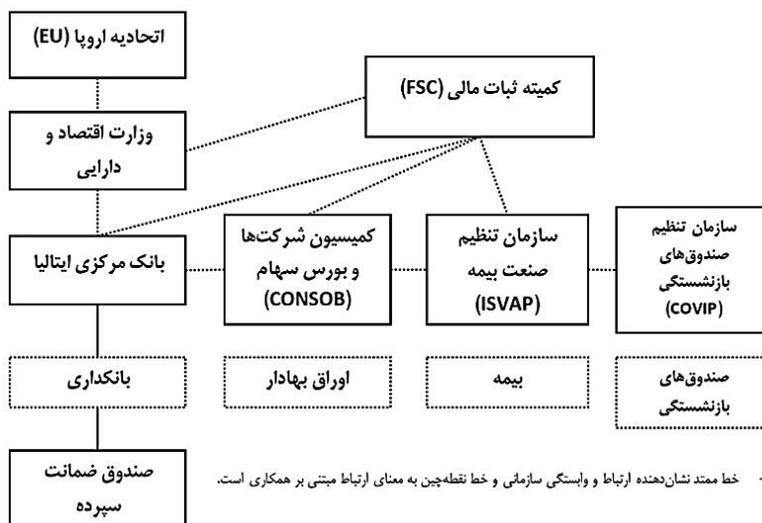 اتحادیه اروپا (EU)
کمیته ثبات مالی (FSC)
وزارت اقتصاد و
دارایی
بانک مرکزی ایتالیا
کمیسیون شرکت‌ها
و بورس سهام
(CONSOB)
سازمان تنظیم
صنعت بیمه
(ISVAP)
سازمان تنظیم
صندوق‌های
بازنشستگی
(COVIP)
بانکداری
اوراق بهادار
بیمه
صندوق‌های
بازنشستگی
صندوق ضمانت
سپرده
- خط ممتد نشان‌دهنده ارتباط و وابستگی سازمانی و خط نقطه‌چین به معنای ارتباط مبتنی بر همکاری است.